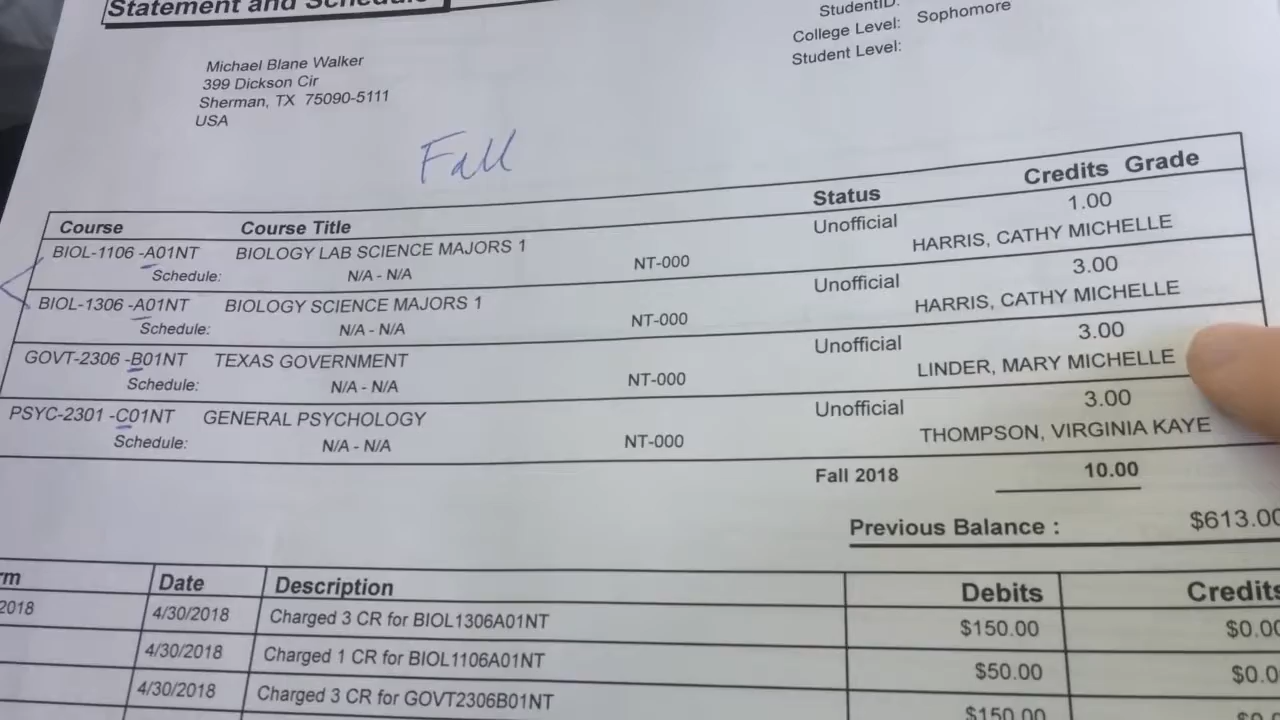 Statement and Schedule
StudentID:
College Level: Sophomore
Student Level:
Michael Blane Walker
399 Dickson Cir
Sherman, TX 75090-5111
USA
Fall
Course Course Title Status Credits Grade
BIOL-1106 -A01NT BIOLOGY LAB SCIENCE MAJORS 1 Unofficial 1.00
Schedule: N/A - N/A NT-000 HARRIS, CATHY MICHELLE
BIOL-1306 -A01NT BIOLOGY SCIENCE MAJORS 1 Unofficial 3.00
Schedule: N/A - N/A NT-000 HARRIS, CATHY MICHELLE
GOVT-2306 -B01NT TEXAS GOVERNMENT Unofficial 3.00
Schedule: N/A - N/A NT-000 LINDER, MARY MICHELLE
PSYC-2301 -C01NT GENERAL PSYCHOLOGY Unofficial 3.00
Schedule: N/A - N/A NT-000 THOMPSON, VIRGINIA KAYE
Fall 2018 10.00
Previous Balance : $613.00
rm Date Description Debits Credits
2018 4/30/2018 Charged 3 CR for BIOL1306A01NT $150.00 $0.00
4/30/2018 Charged 1 CR for BIOL1106A01NT $50.00 $0.0
4/30/2018 Charged 3 CR for GOVT2306B01NT $150.00